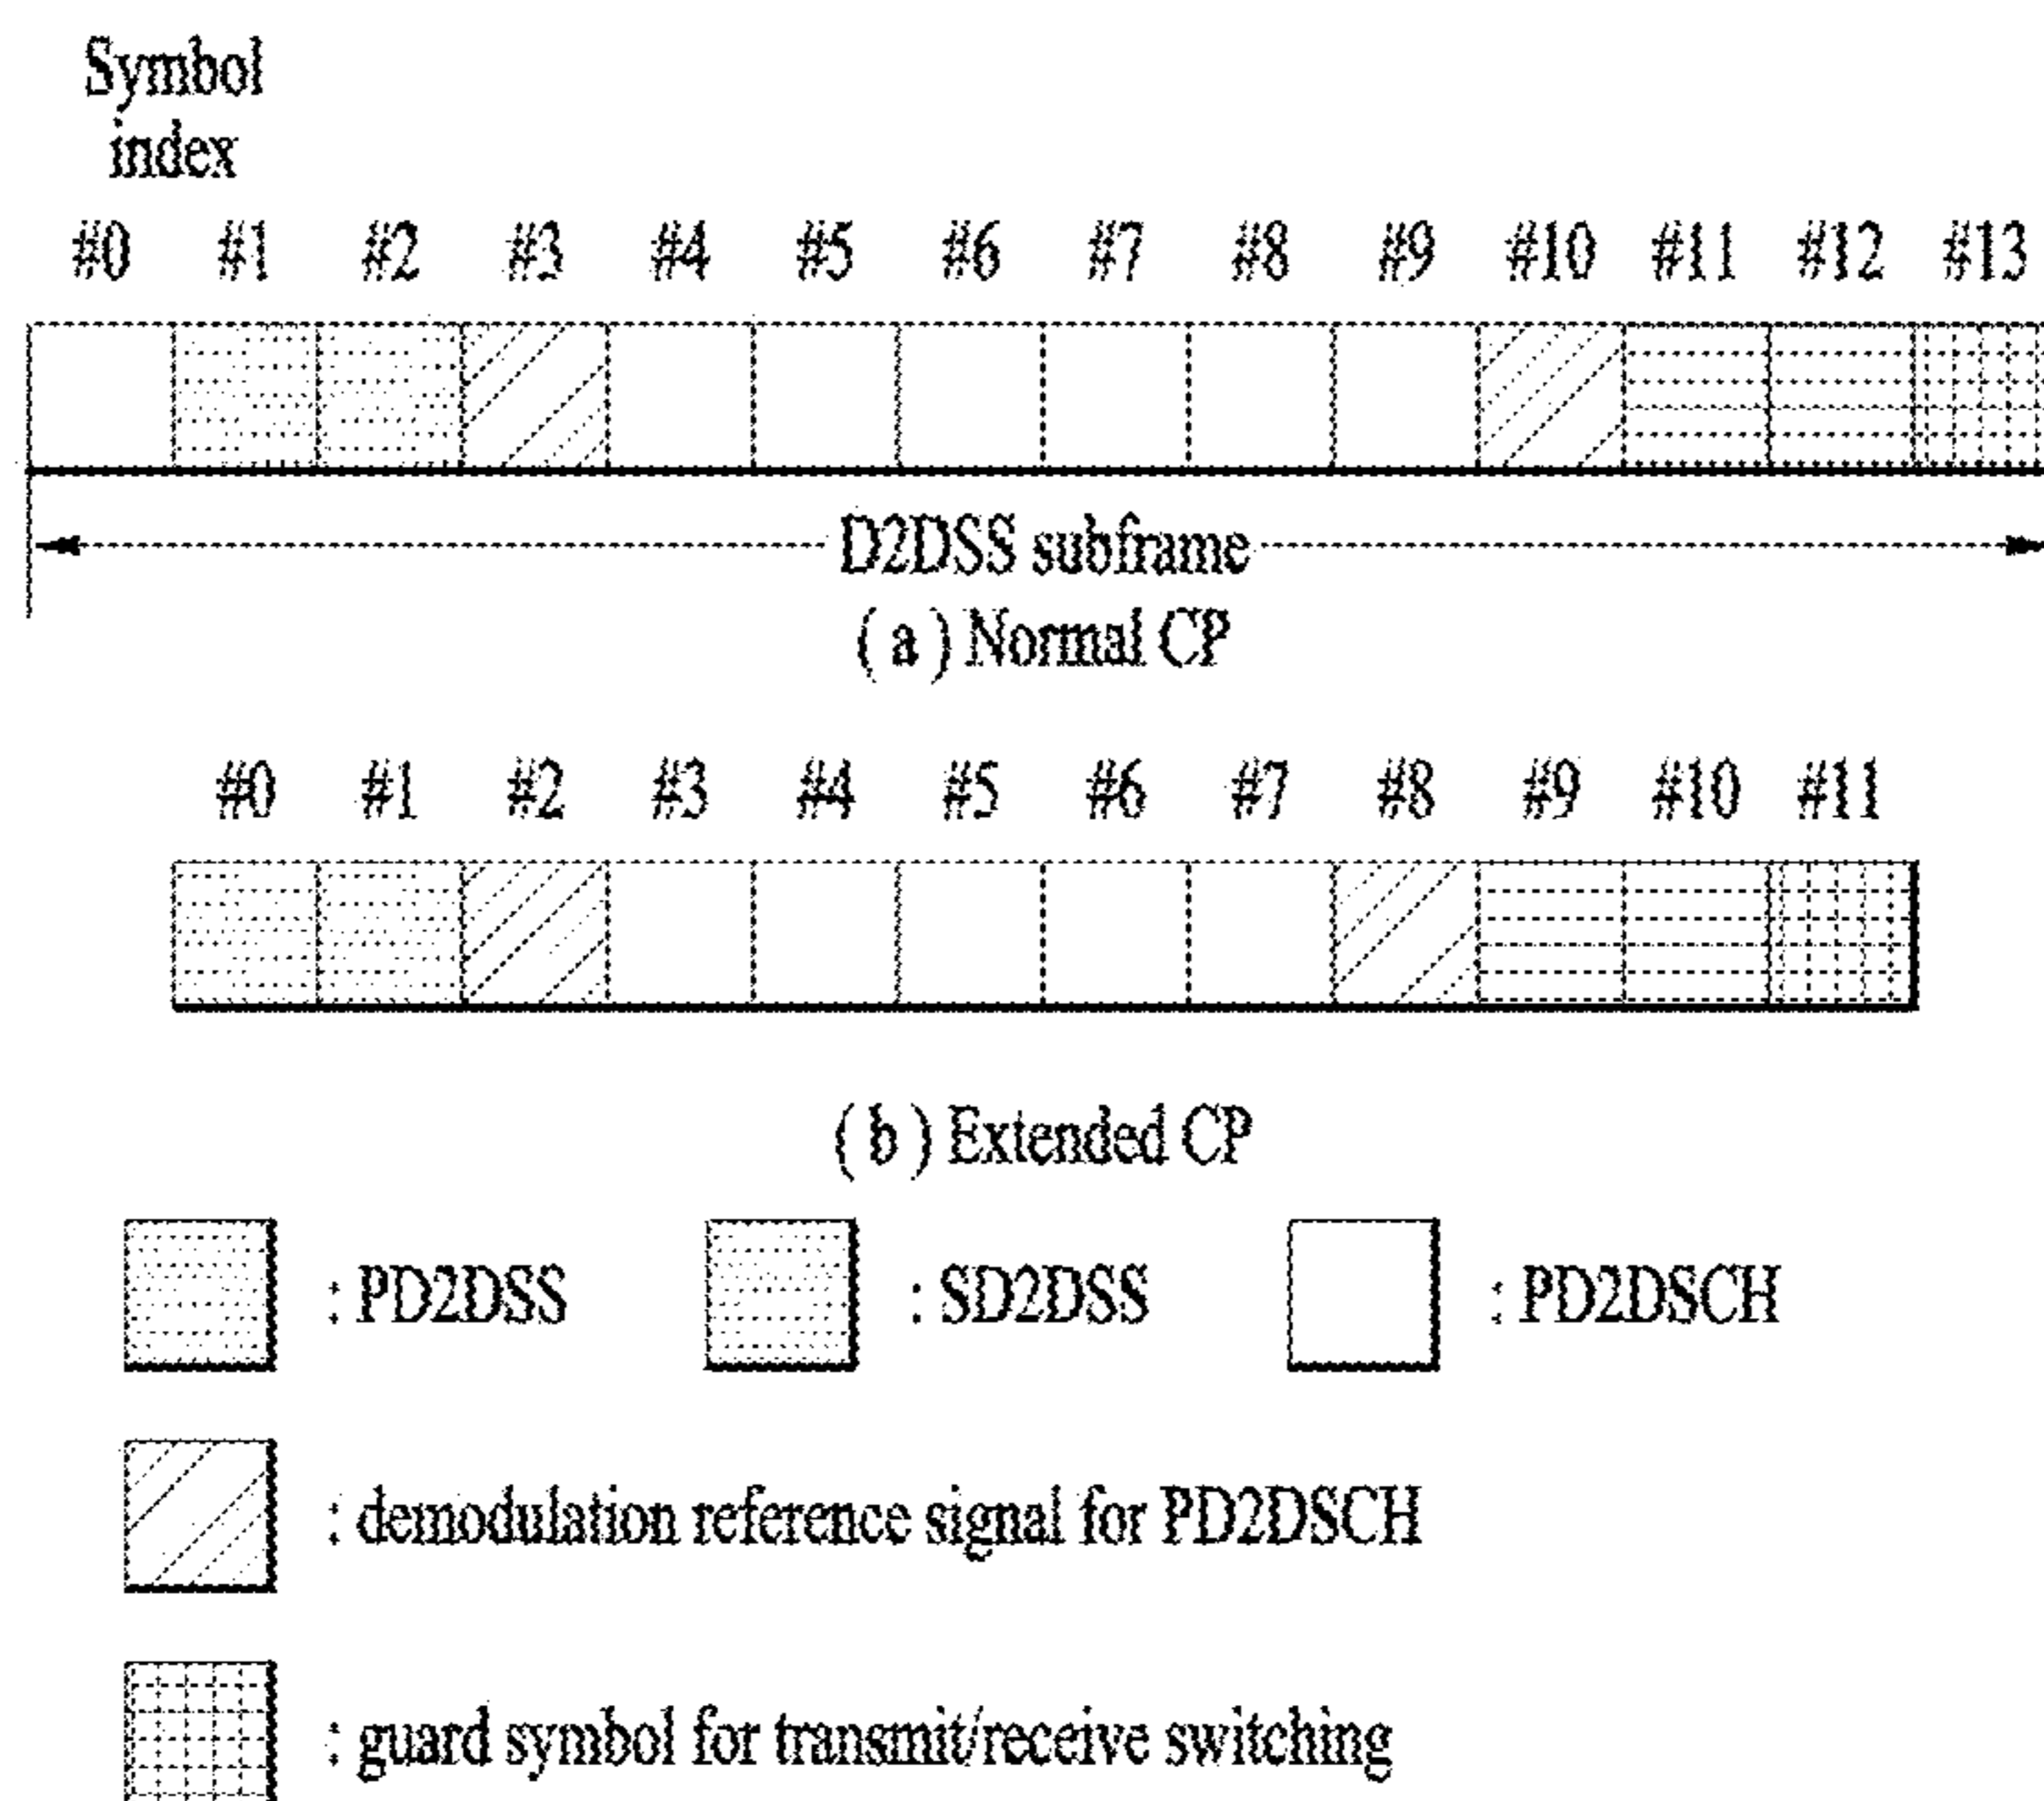 Symbol
index
#0 #1 #2 #3 #4 #5 #6 #7 #8 #9 #10 #11 #12 #13
D2DSS subframe
( a ) Normal CP
#0 #1 #2 #3 #4 #5 #6 #7 #8 #9 #10 #11
( b ) Extended CP
: PD2DSS : SD2DSS : PD2DSCH
: demodulation reference signal for PD2DSCH
: guard symbol for transmit/receive switching